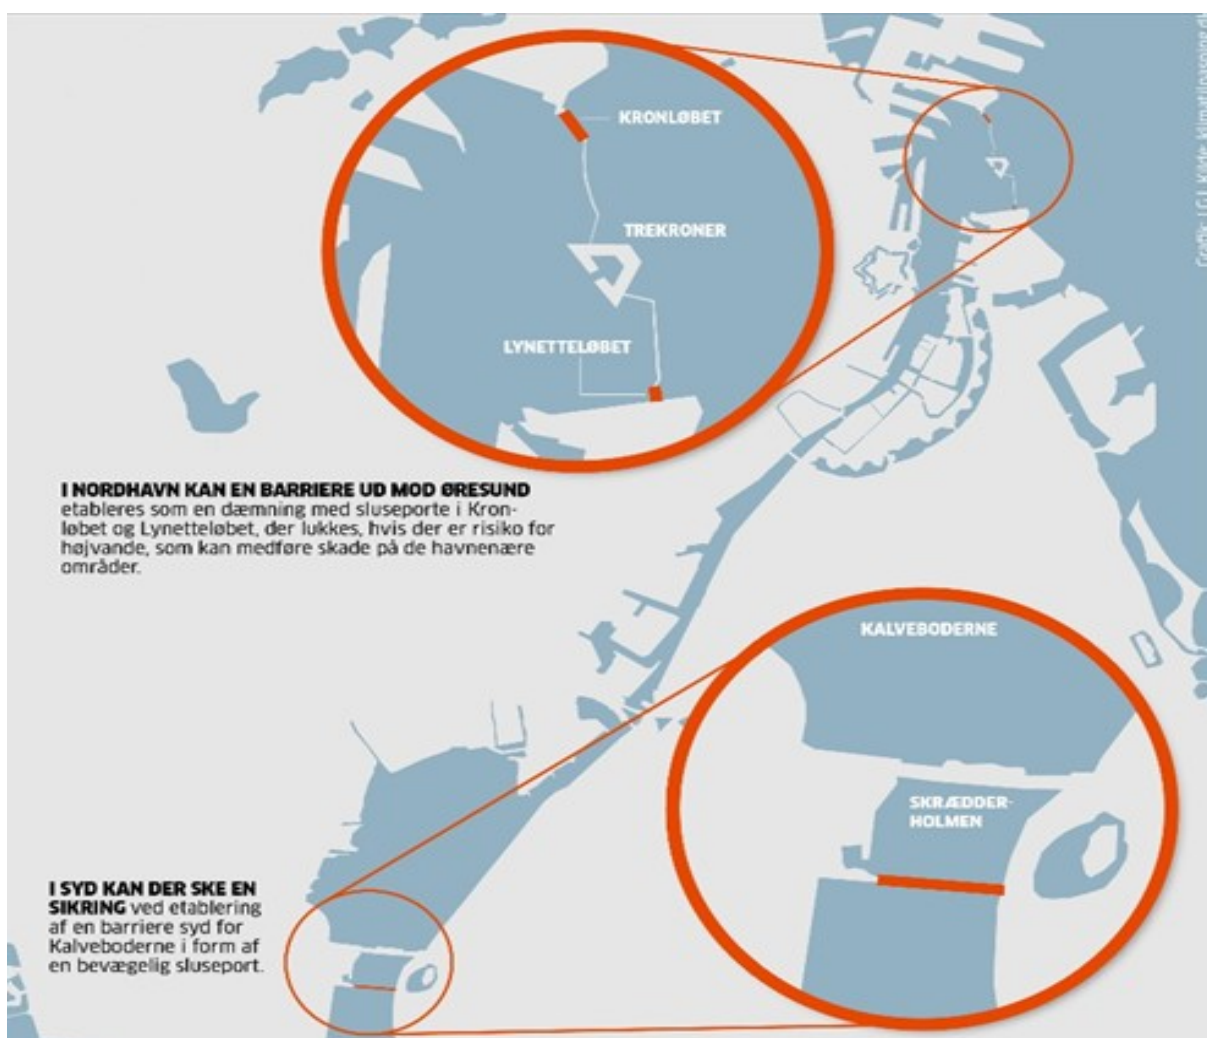 KRONLØBET
TREKRONER
LYNETTELØBET
I NORDHAVN KAN EN BARRIERE UD MOD ØRESUND
etableres som en dæmning med sluseporte i Kron-
løbet og Lynetteløbet, der lukkes, hvis der er risiko for
højvande, som kan medføre skade på de havnenære
områder.
KALVEBODERNE
SKRÆDDER-
HOLMEN
I SYD KAN DER SKE EN
SIKRING ved etablering
af en barriere syd for
Kalveboderne i form af
en bevægelig sluseport.
Grafik: Kilde: klimatilpasning.d